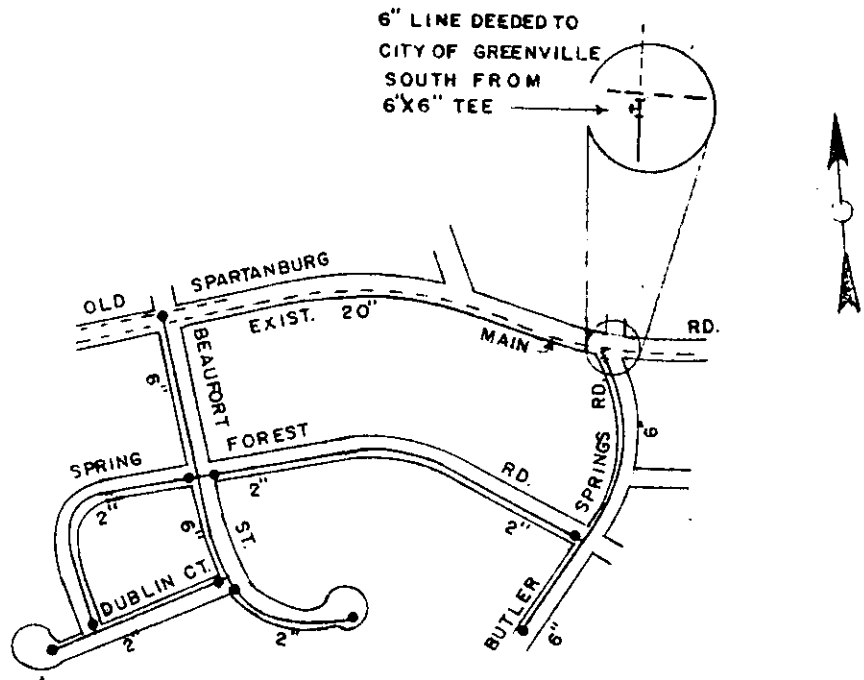 6" LINE DEEDED TO
CITY OF GREENVILLE
SOUTH FROM
6"X6" TEE
OLD SPARTANBURG RD.
EXIST. 20" MAIN
BEAUFORT ST.
6"
6"
SPRING FOREST RD.
2"
2"
2"
BUTLER SPRINGS RD.
6"
6"
DUBLIN CT.
2"
2"